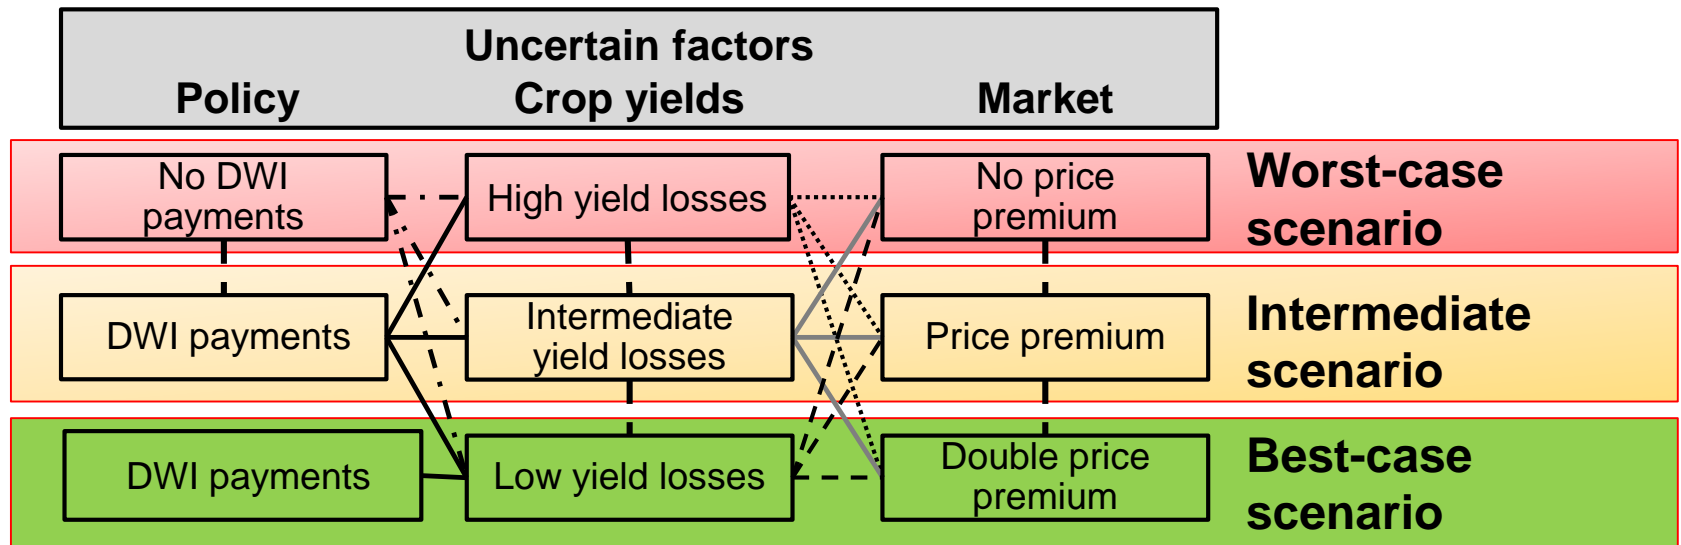 Uncertain factors
Policy Crop yields Market
No DWI
payments
High yield losses
No price
premium
Worst-case
scenario
DWI payments
Intermediate
yield losses
Price premium
Intermediate
scenario
DWI payments
Low yield losses
Double price
premium
Best-case
scenario